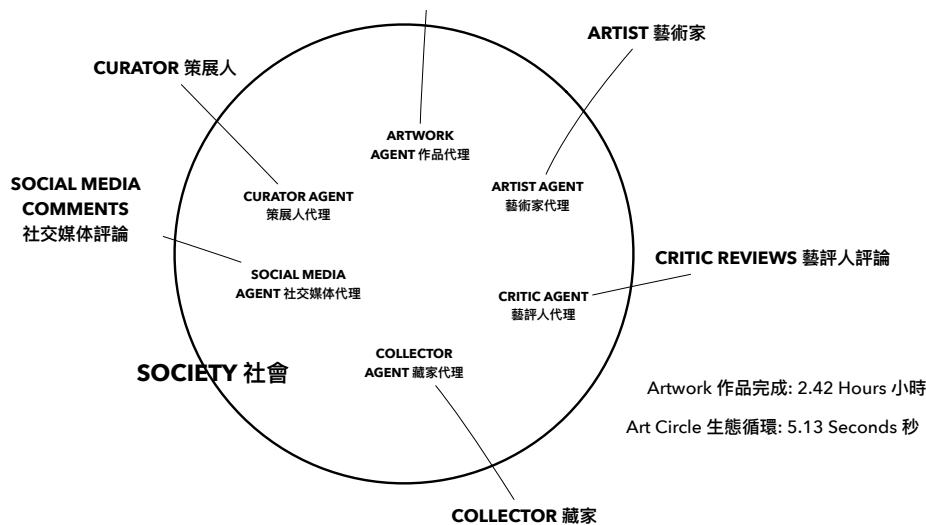 ARTIST 藝術家
CURATOR 策展人
ARTWORK
AGENT 作品代理
SOCIAL MEDIA
COMMENTS
社交媒体評論
CURATOR AGENT
策展人代理
ARTIST AGENT
藝術家代理
SOCIAL MEDIA
AGENT 社交媒体代理
CRITIC REVIEWS 藝評人評論
CRITIC AGENT
藝評人代理
COLLECTOR
AGENT 藏家代理
SOCIETY 社會
Artwork 作品完成: 2.42 Hours 小時
Art Circle 生態循環: 5.13 Seconds 秒
COLLECTOR 藏家